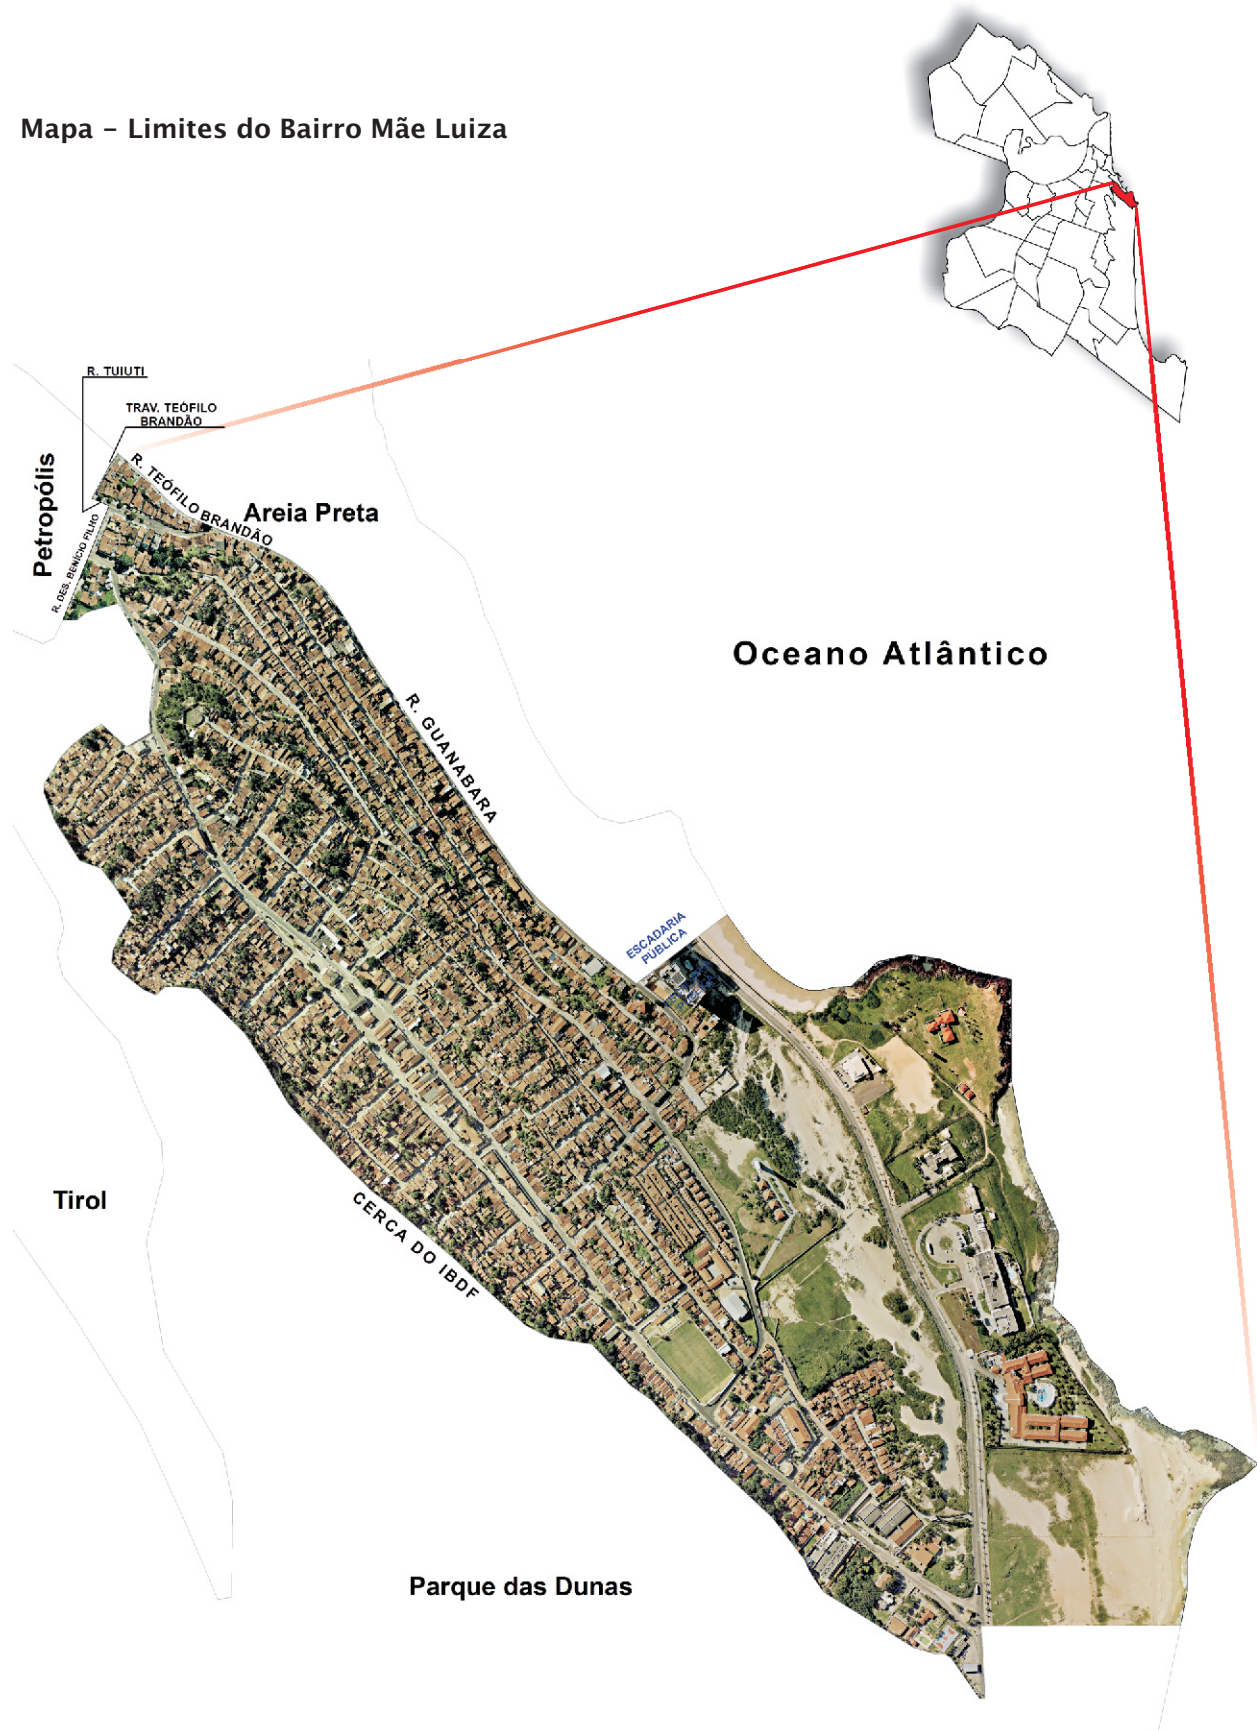 Mapa – Limites do Bairro Mãe Luiza
R. TUIUTI
TRAV. TEÓFILO
BRANDÃO
Petropólis
R. TEÓFILO BRANDÃO
Areia Preta
R. DES. BENÍCIO FILHO
Oceano Atlântico
R. GUANABARA
ESCADARIA
PÚBLICA
Tirol
CERCA DO IBDF
Parque das Dunas